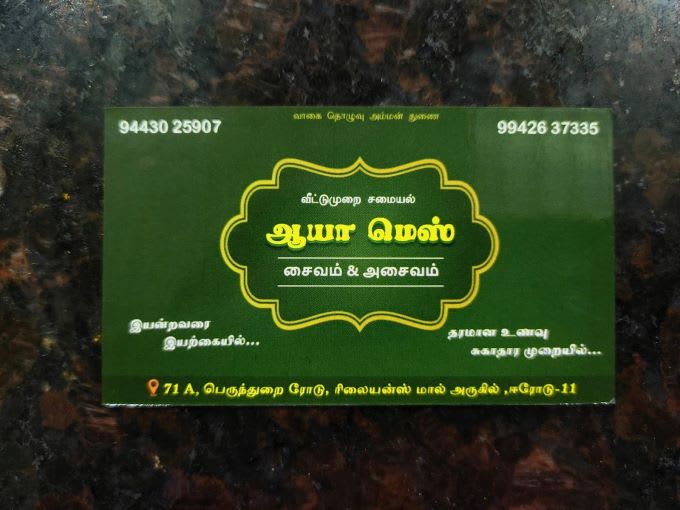 வாகை தொழுவு அம்மன் துணை
94430 25907
99426 37335
வீட்டுமுறை சமையல்
ஆயா மெஸ்
சைவம் & அசைவம்
இயன்றவரை
இயற்கையில்...
தரமான உணவு
சுகாதார முறையில்...
71 A, பெருந்துறை ரோடு, ரிலையன்ஸ் மால் அருகில் ,ஈரோடு-11